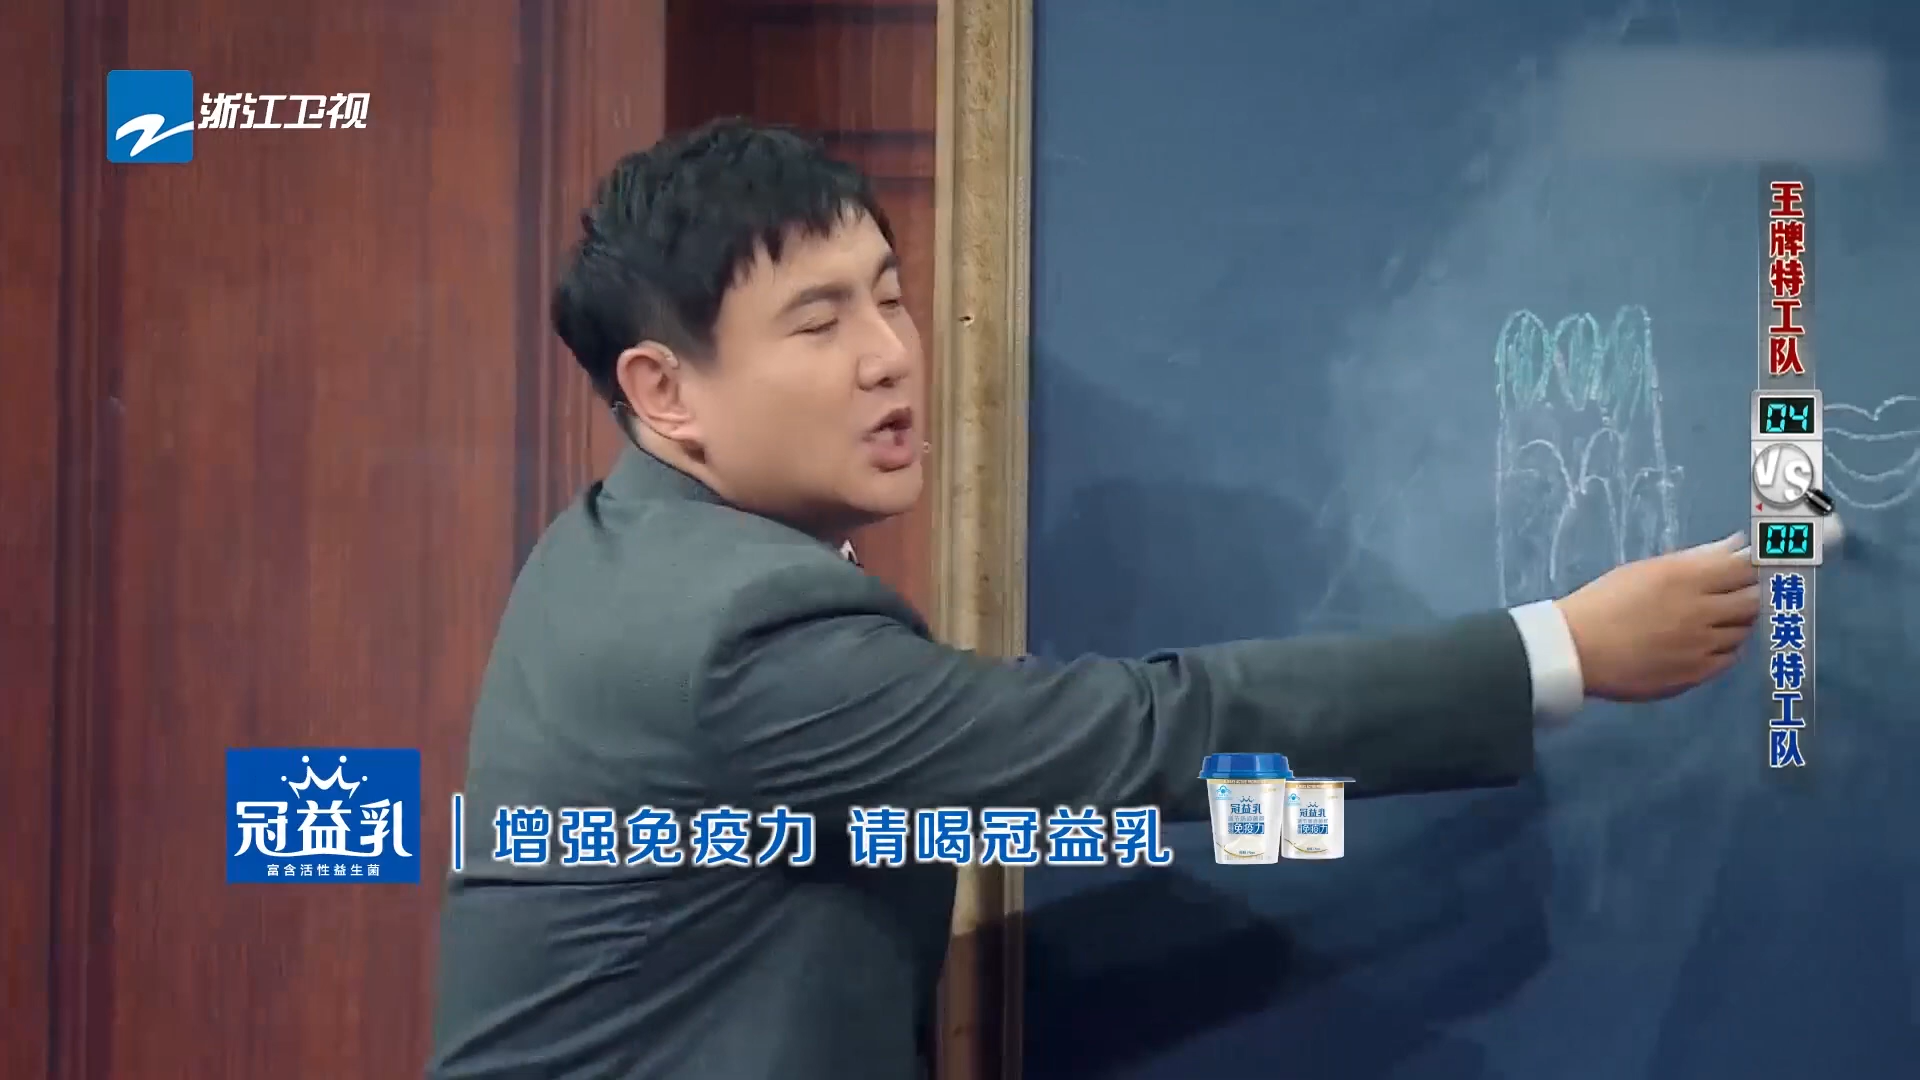 浙江卫视
王牌特工队
04
VS
00
精英特工队
冠益乳
富含活性益生菌
增强免疫力 请喝冠益乳
冠益乳
免疫力
冠益乳
免疫力